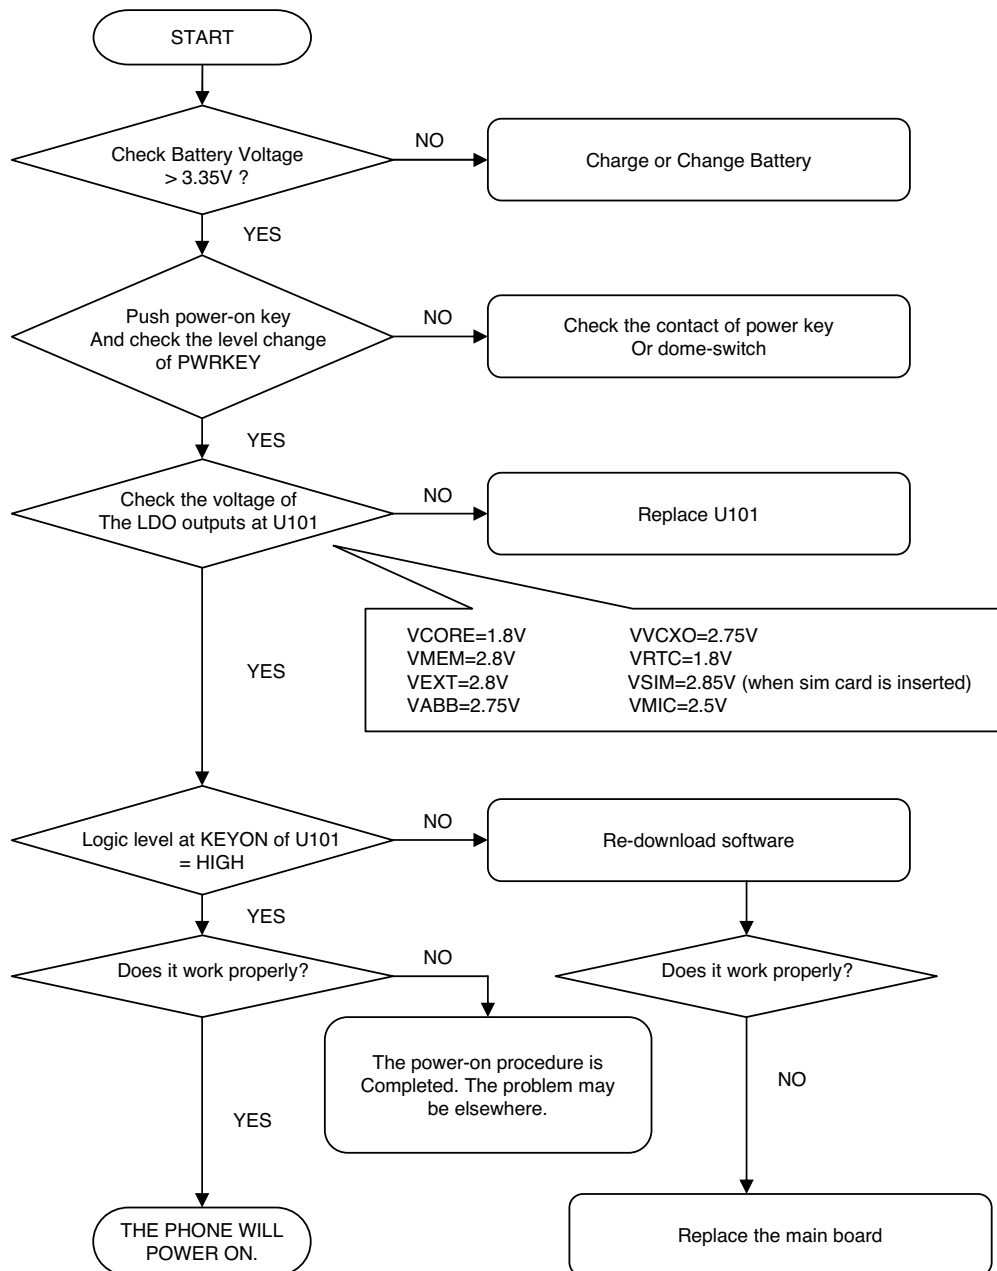 START
Check Battery Voltage
> 3.35V ?
NO
Charge or Change Battery
YES
Push power-on key
And check the level change
of PWRKEY
NO
Check the contact of power key
Or dome-switch
YES
Check the voltage of
The LDO outputs at U101
NO
Replace U101
VCORE=1.8V
VMEM=2.8V
VEXT=2.8V
VABB=2.75V
VVCXO=2.75V
VRTC=1.8V
VSIM=2.85V (when sim card is inserted)
VMIC=2.5V
YES
Logic level at KEYON of U101
= HIGH
NO
Re-download software
YES
Does it work properly?
NO
Does it work properly?
The power-on procedure is
Completed. The problem may
be elsewhere.
NO
YES
THE PHONE WILL
POWER ON.
Replace the main board